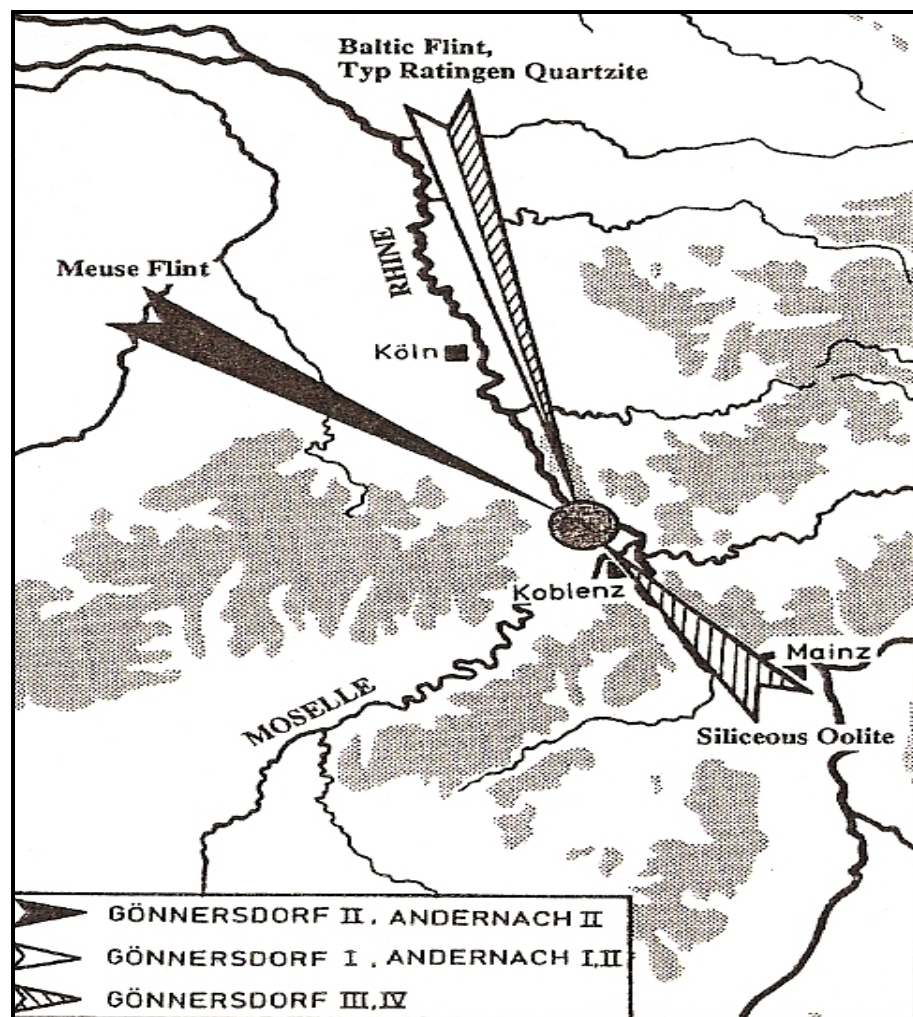 Baltic Flint,
Typ Ratingen Quartzite
RHINE
Meuse Flint
Köln
Koblenz
Mainz
MOSELLE
Siliceous Oolite
GÖNNERSDORF II. ANDERNACH II
GÖNNERSDORF I . ANDERNACH I,II
GÖNNERSDORF III,IV